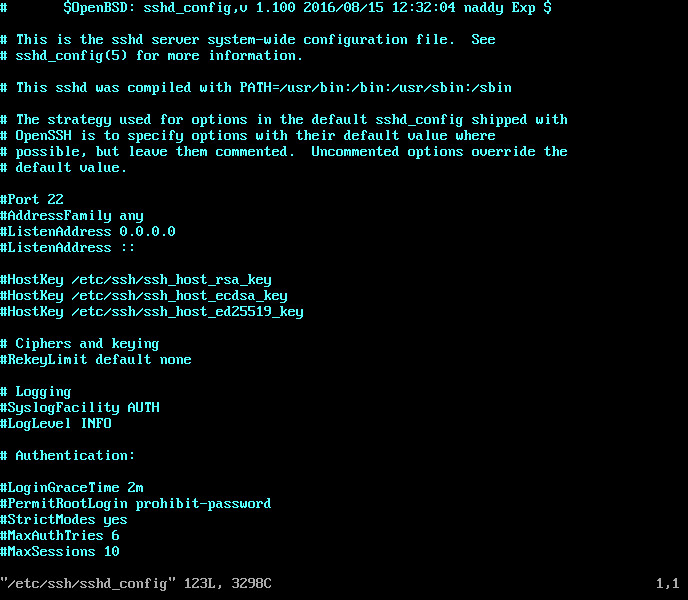 #       $OpenBSD: sshd_config,v 1.100 2016/08/15 12:32:04 naddy Exp $
# This is the sshd server system-wide configuration file.  See
# sshd_config(5) for more information.
# This sshd was compiled with PATH=/usr/bin:/bin:/usr/sbin:/sbin
# The strategy used for options in the default sshd_config shipped with
# OpenSSH is to specify options with their default value where
# possible, but leave them commented.  Uncommented options override the
# default value.
#Port 22
#AddressFamily any
#ListenAddress 0.0.0.0
#ListenAddress ::
#HostKey /etc/ssh/ssh_host_rsa_key
#HostKey /etc/ssh/ssh_host_ecdsa_key
#HostKey /etc/ssh/ssh_host_ed25519_key
# Ciphers and keying
#RekeyLimit default none
# Logging
#SyslogFacility AUTH
#LogLevel INFO
# Authentication:
#LoginGraceTime 2m
#PermitRootLogin prohibit-password
#StrictModes yes
#MaxAuthTries 6
#MaxSessions 10
"/etc/ssh/sshd_config" 123L, 3298C 1,1